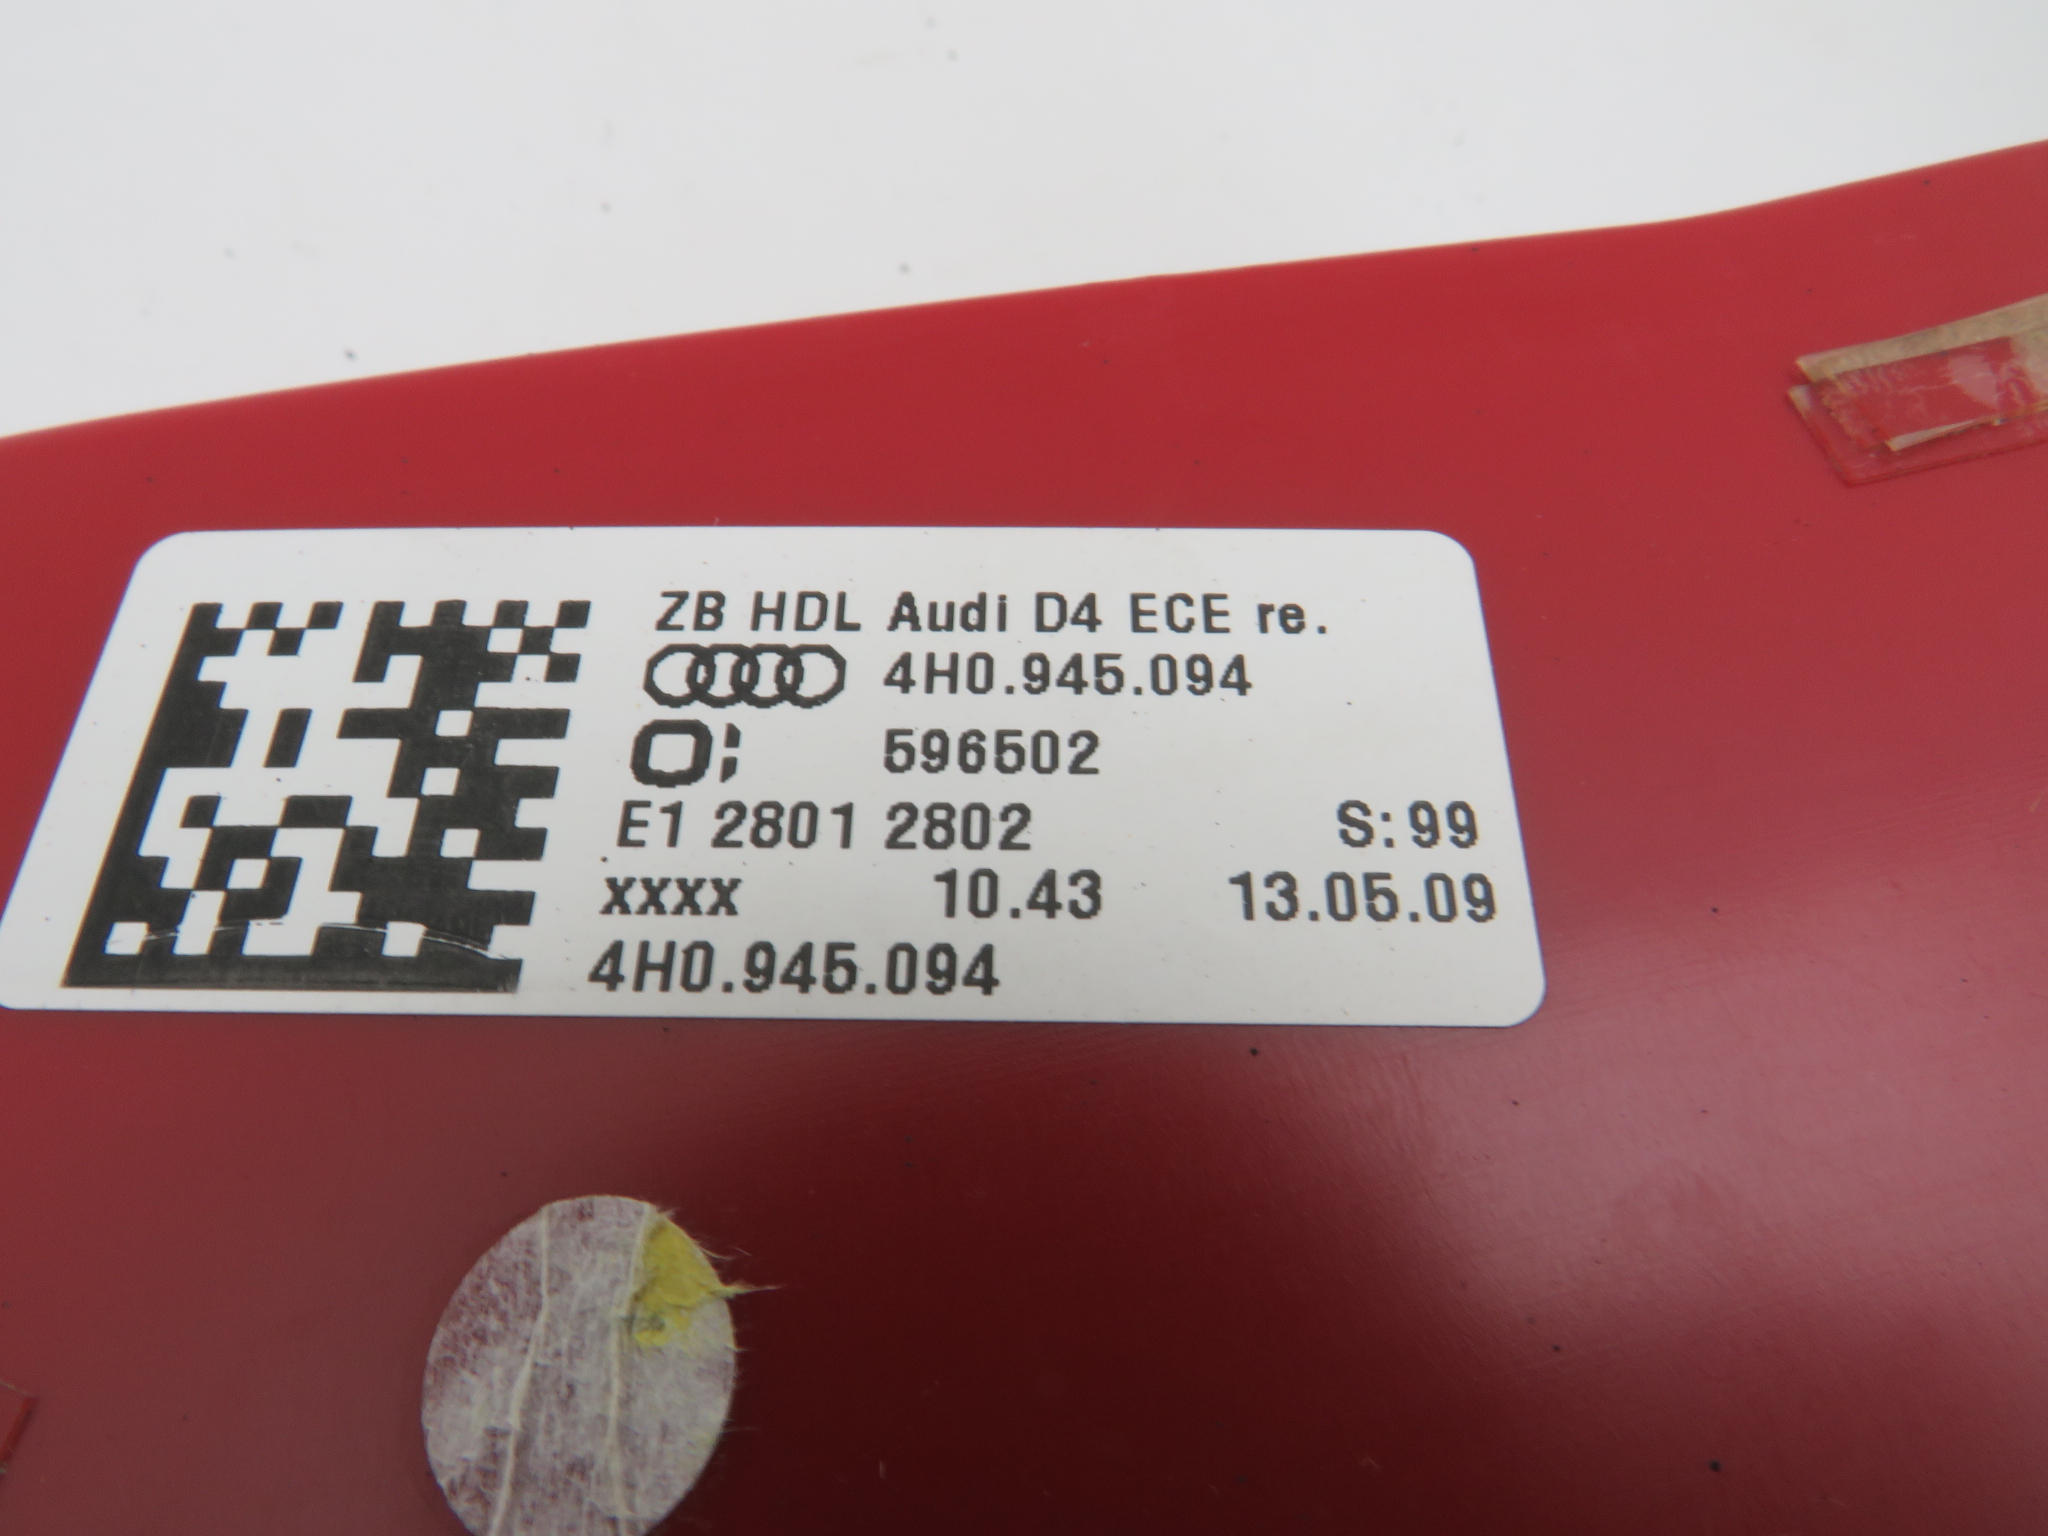 ZB HDL Audi D4 ECE re.
4H0.945.094
596502
E1 2801 2802 S:99
xxxx 10.43 13.05.09
4H0.945.094